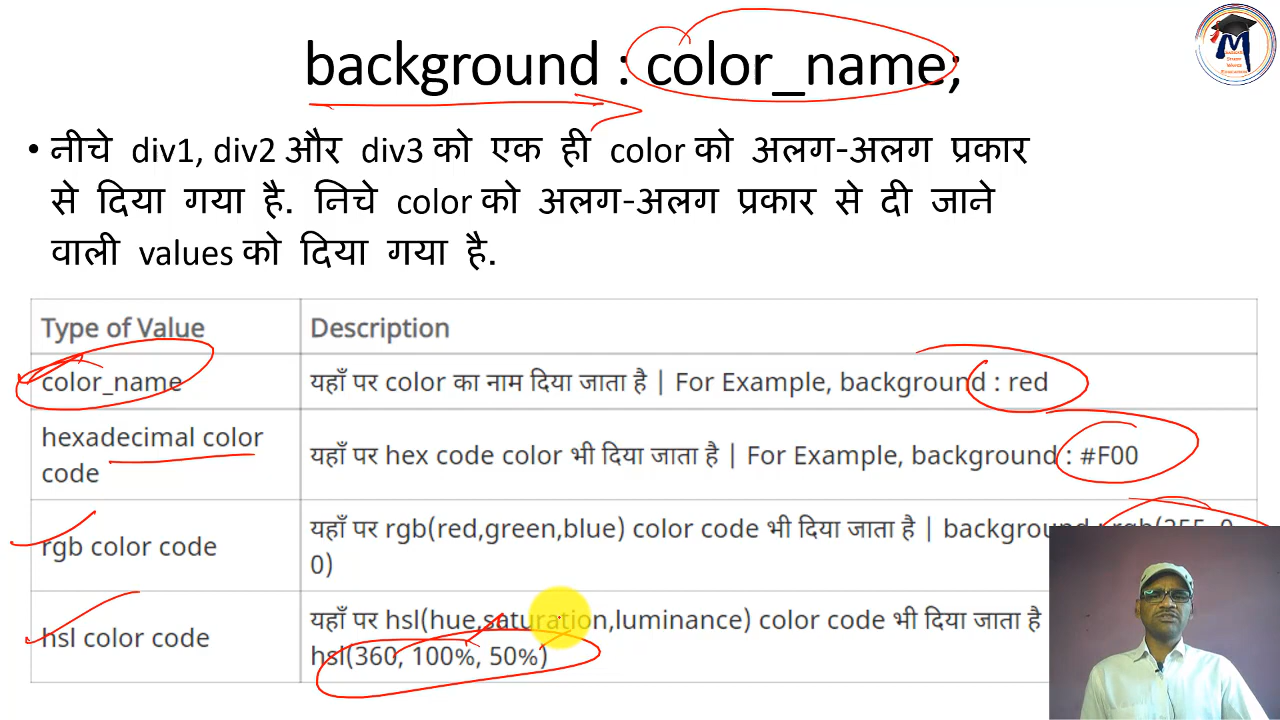 background : color_name;
• नीचे div1, div2 और div3 को एक ही color को अलग-अलग प्रकार
से दिया गया है. निचे color को अलग-अलग प्रकार से दी जाने
वाली values को दिया गया है.
Type of Value Description
color_name यहाँ पर color का नाम दिया जाता है | For Example, background : red
hexadecimal color
code
यहाँ पर hex code color भी दिया जाता है | For Example, background : #F00
rgb color code
यहाँ पर rgb(red,green,blue) color code भी दिया जाता है | background : rgb(255, 0,
0)
hsl color code
यहाँ पर hsl(hue,saturation,luminance) color code भी दिया जाता है
hsl(360, 100%, 50%)